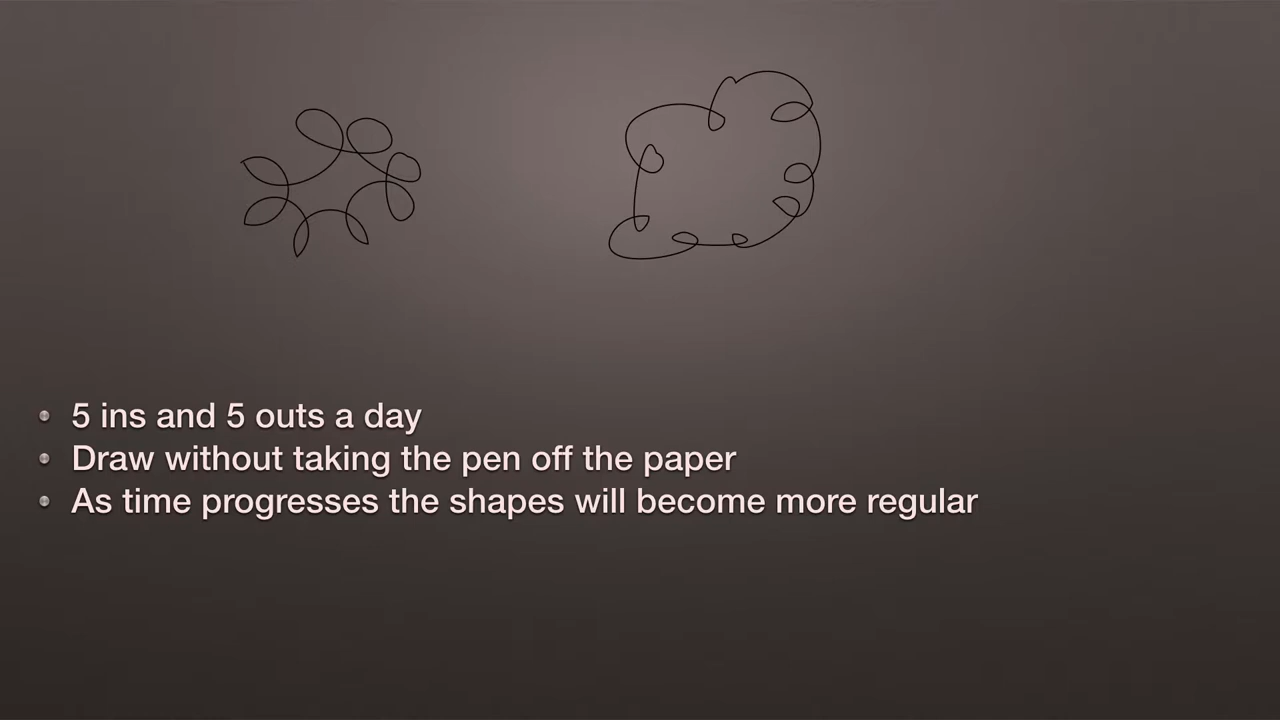 5 ins and 5 outs a day
Draw without taking the pen off the paper
As time progresses the shapes will become more regular